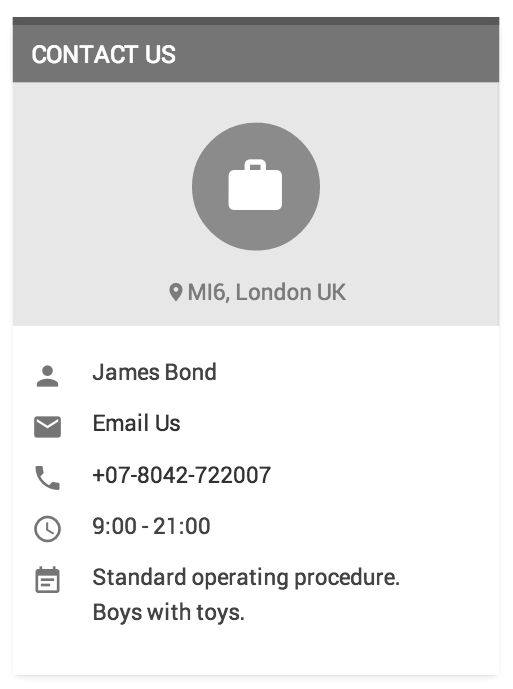 CONTACT US
MI6, London UK
James Bond
Email Us
+07-8042-722007
9:00 - 21:00
Standard operating procedure.
Boys with toys.